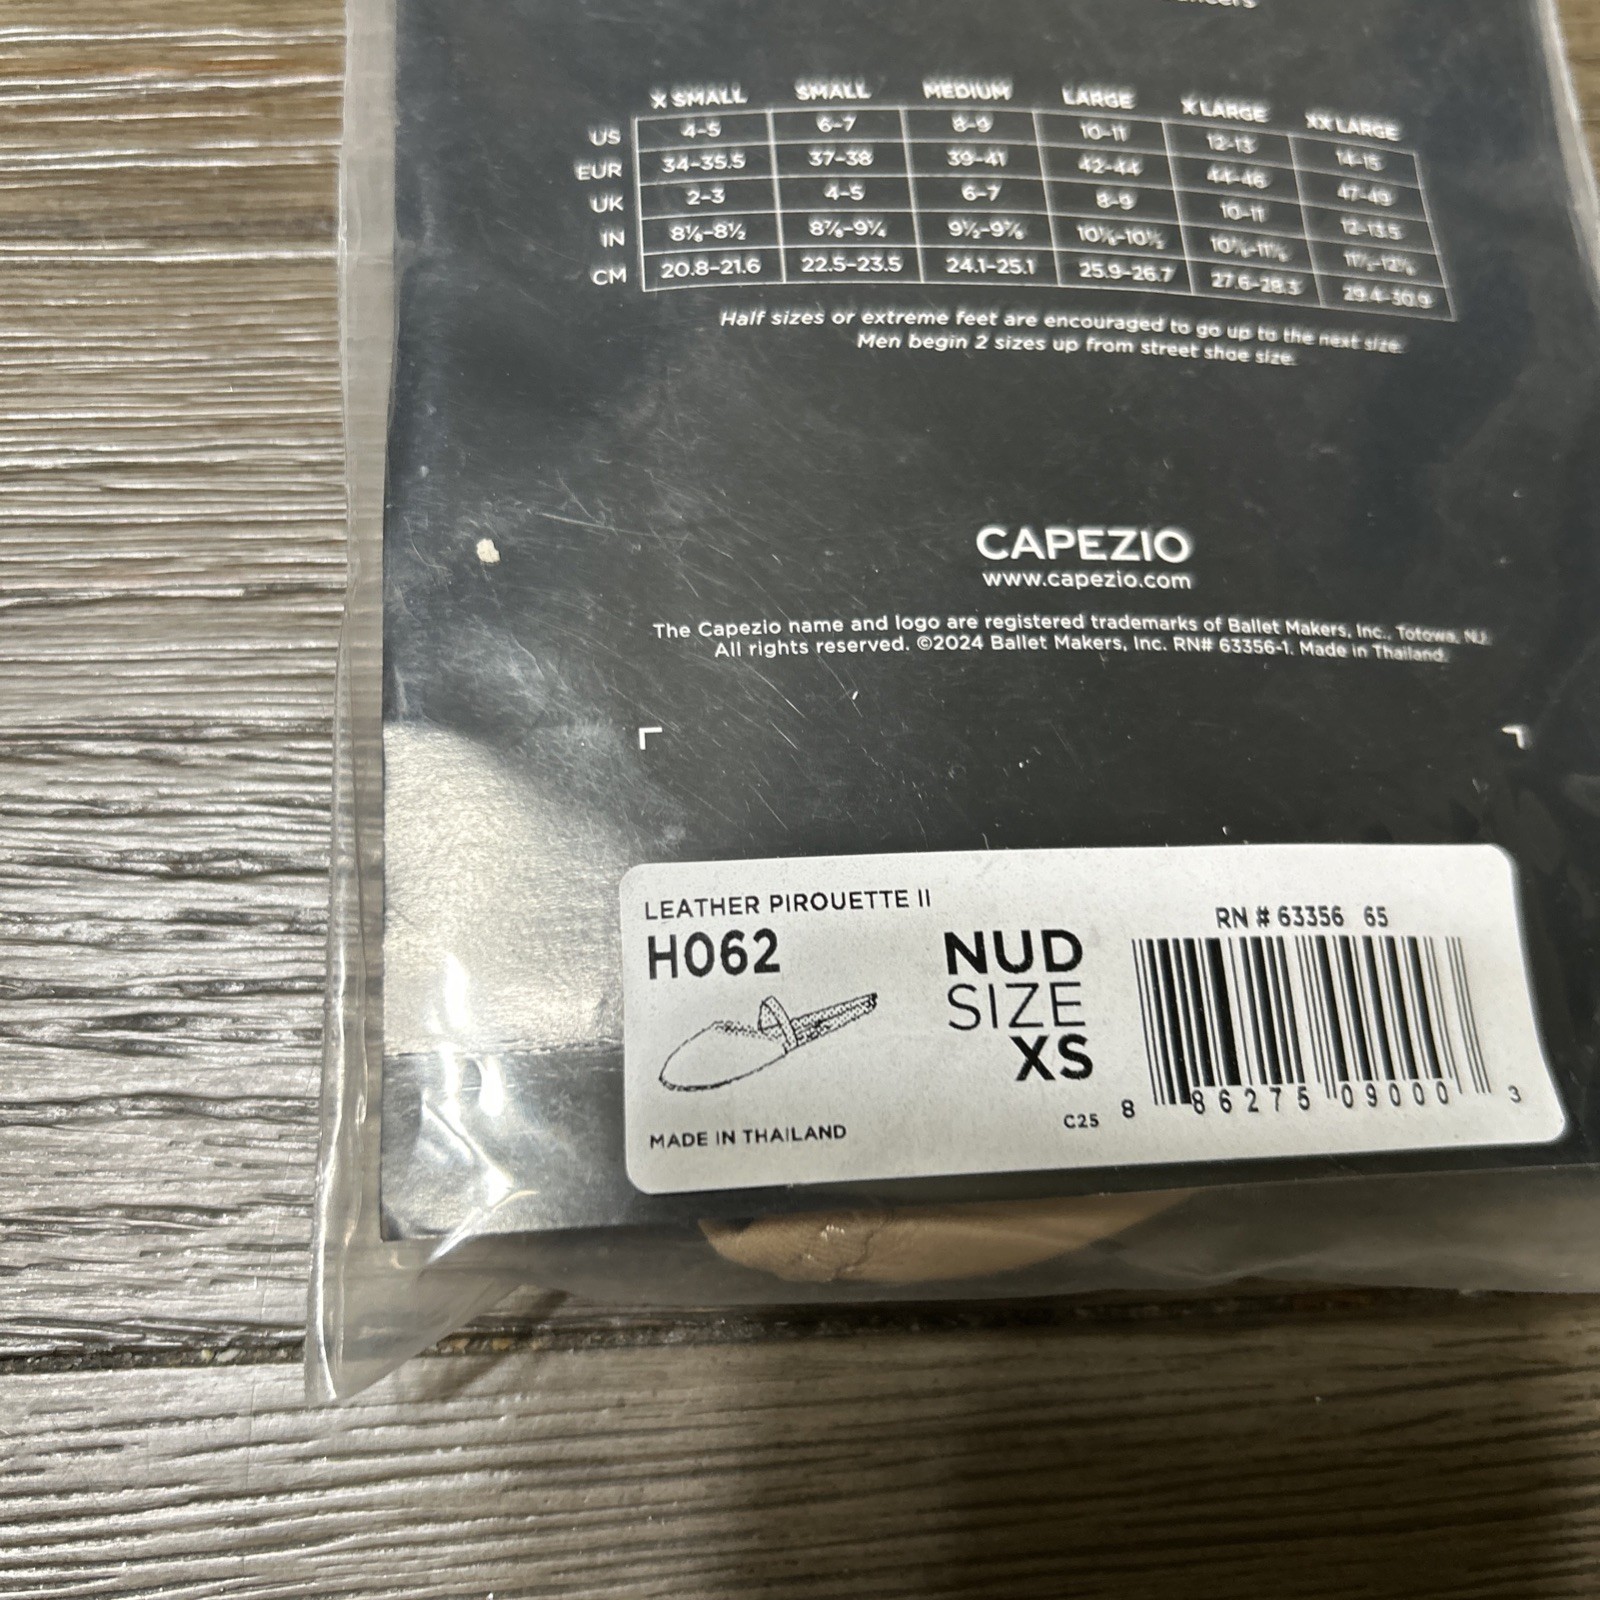 X SMALL SMALL MEDIUM LARGE X LARGE XX LARGE
US 4-5 6-7 8-9 10-11 12-13 14-15
EUR 34-35.5 37-38 39-41 42-44 44-46 47-49
UK 2-3 4-5 6-7 8-9 10-11 12-13.5
IN 8⅛-8½ 8⅞-9¼ 9½-9⅞
CM 20.8-21.6 22.5-23.5 24.1-25.1 25.9-26.7 27.6-28.3 29.4-30.9
Half sizes or extreme feet are encouraged to go up to the next size.
Men begin 2 sizes up from street shoe size.
CAPEZIO
www.capezio.com
The Capezio name and logo are registered trademarks of Ballet Makers, Inc., Totowa, NJ.
All rights reserved. ©2024 Ballet Makers, Inc. RN# 63356-1. Made in Thailand.
LEATHER PIROUETTE II
H062
NUD
SIZE
XS
RN # 63356 65
C25
8 86275 09000 3
MADE IN THAILAND